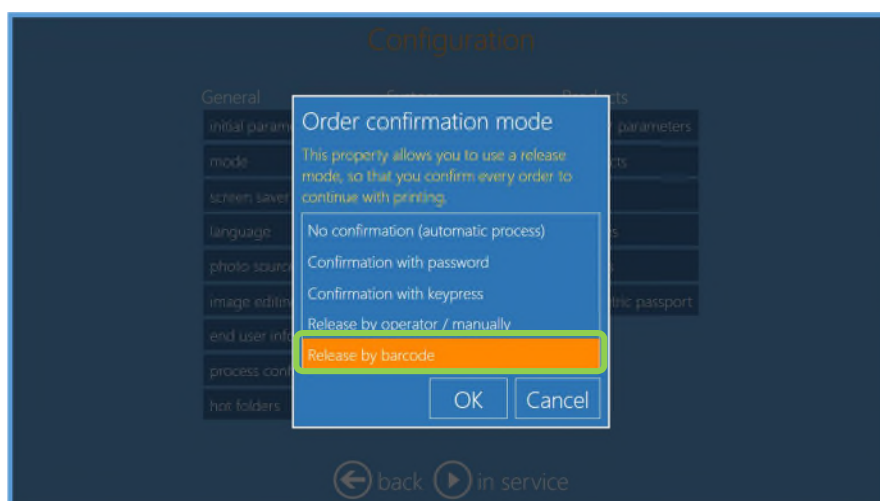 Configuration
General
System
Products
initial param
parameters
mode
cts
screen saver
language
s
photo sourc
image editin
tric passport
end user info
process conf
hot folders
Order confirmation mode
This property allows you to use a release
mode, so that you confirm every order to
continue with printing.
No confirmation (automatic process)
Confirmation with password
Confirmation with keypress
Release by operator / manually
Release by barcode
OK
Cancel
back
in service